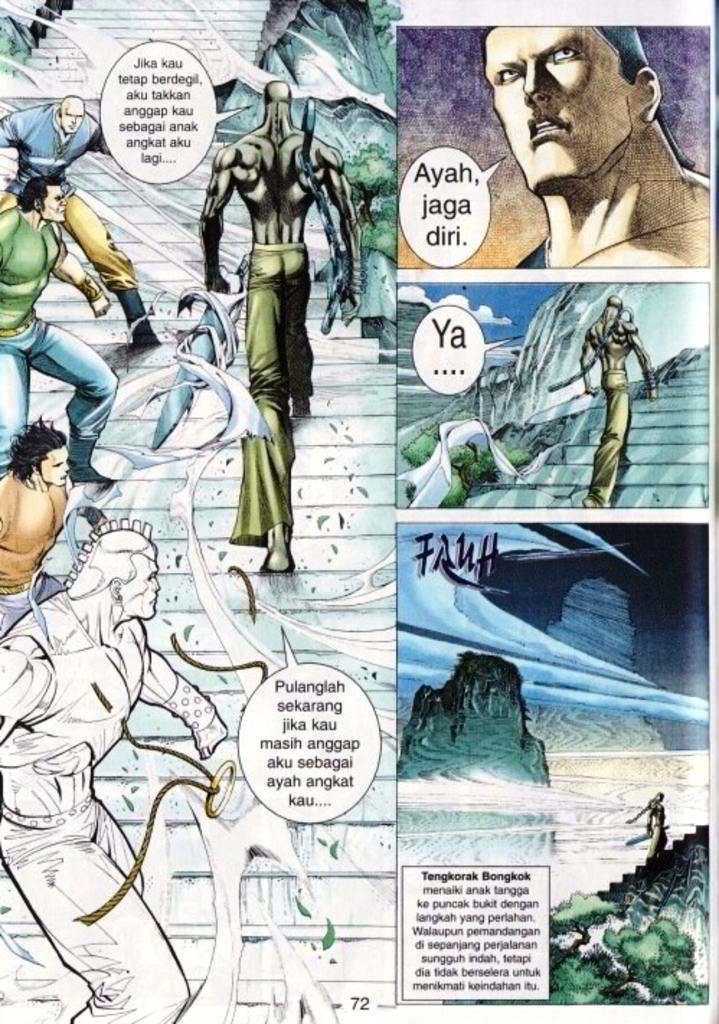 Jika kau
tetap berdegil,
aku takkan
anggap kau
sebagai anak
angkat aku
lagi....
Pulanglah
sekarang
jika kau
masih anggap
aku sebagai
ayah angkat
kau....
Ayah,
jaga
diri.
Ya
....
FAUH
Tengkorak Bongkok
menaiki anak tangga
ke puncak bukit dengan
langkah yang perlahan.
Walaupun pemandangan
di sepanjang perjalanan
sungguh indah, tetapi
dia tidak berselera untuk
menikmati keindahan itu.
72